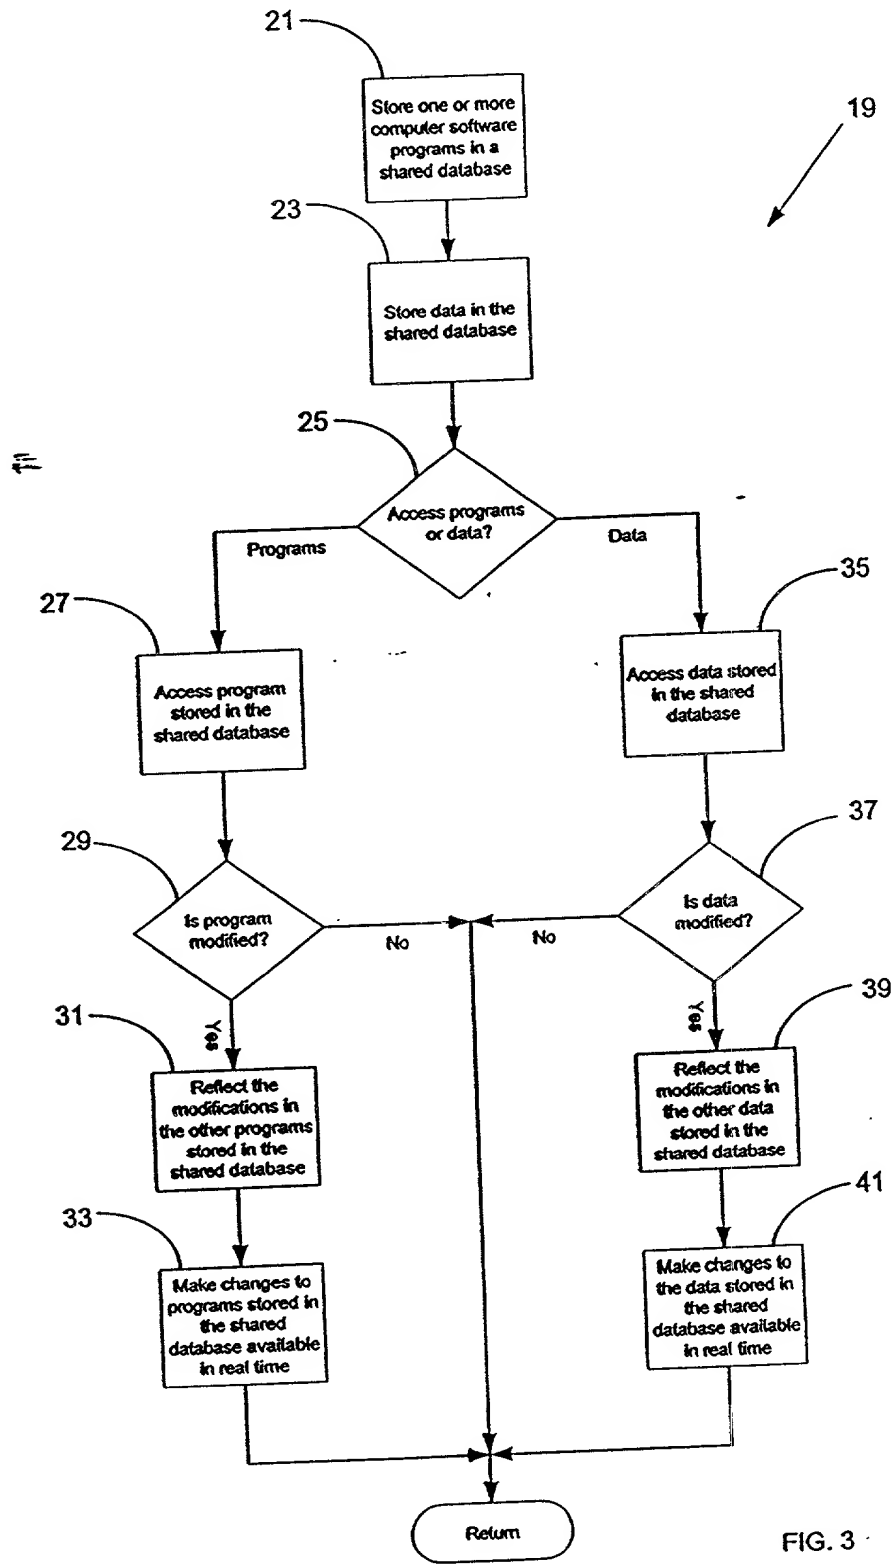 21
Store one or more
computer software
programs in a
shared database
19
23
Store data in the
shared database
25
Access programs
or data?
Programs
Data
27
Access program
stored in the
shared database
35
Access data stored
in the shared
database
29
Is program
modified?
No
37
Is data
modified?
No
Yes
31
Reflect the
modifications in
the other programs
stored in the
shared database
Yes
39
Reflect the
modifications in
the other data
stored in the
shared database
33
Make changes to
programs stored in
the shared
database available
in real time
41
Make changes to
the data stored in
the shared
database available
in real time
Return
FIG. 3